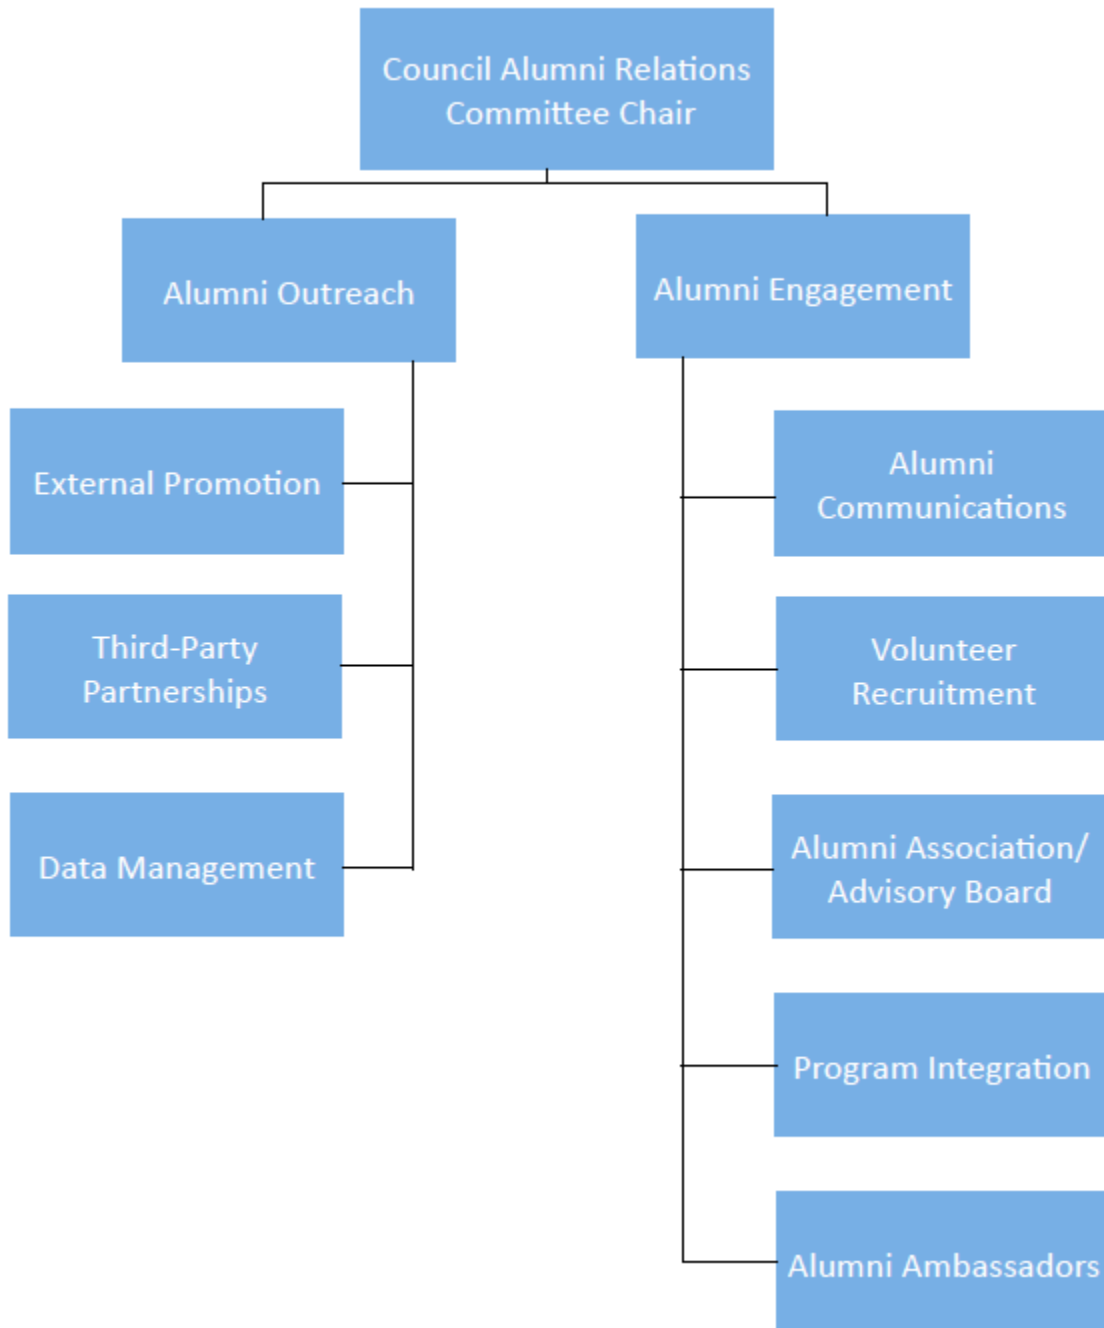 Council Alumni Relations
Committee Chair
Alumni Outreach
Alumni Engagement
External Promotion
Third-Party
Partnerships
Data Management
Alumni
Communications
Volunteer
Recruitment
Alumni Association/
Advisory Board
Program Integration
Alumni Ambassadors